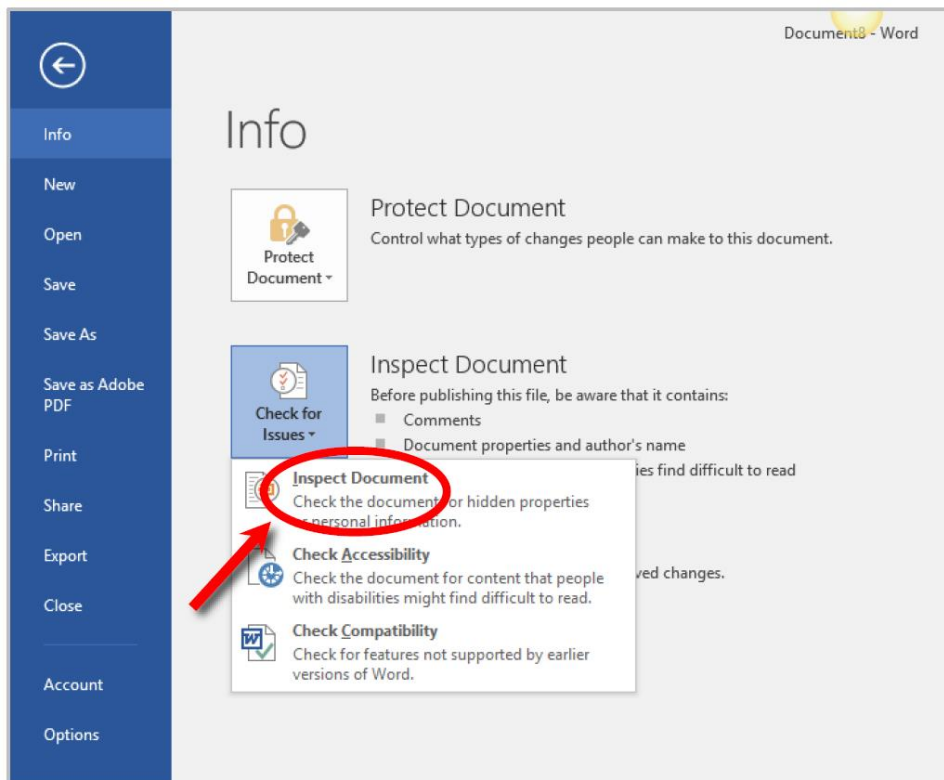 Document8 - Word
Info
New
Open
Save
Save As
Save as Adobe
PDF
Print
Share
Export
Close
Account
Options
Info
Protect
Document
Protect Document
Control what types of changes people can make to this document.
Check for
Issues
Inspect Document
Before publishing this file, be aware that it contains:
Comments
Document properties and author's name
ies find difficult to read
Inspect Document
Check the document for hidden properties
or personal information.
Check Accessibility
Check the document for content that people
with disabilities might find difficult to read.
ved changes.
Check Compatibility
Check for features not supported by earlier
versions of Word.